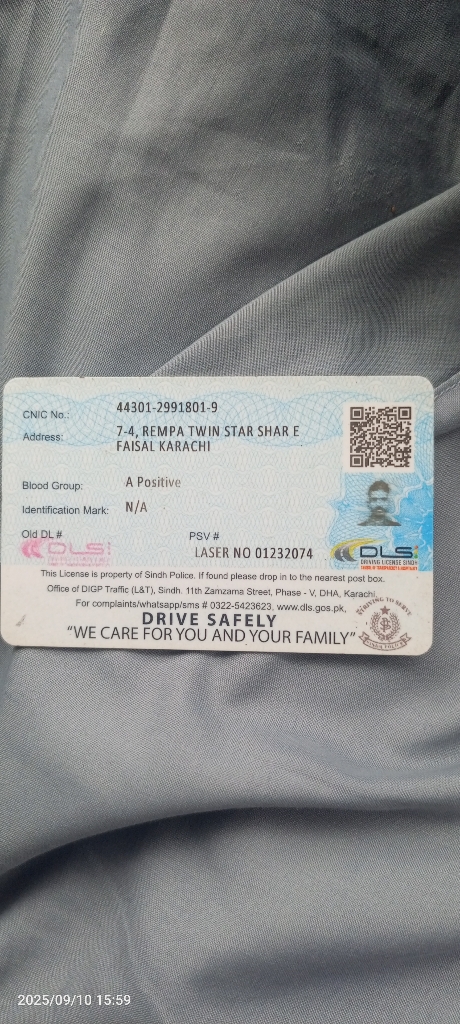 CNIC No.: 44301-2991801-9
Address: 7-4, REMPA TWIN STAR SHAR E
FAISAL KARACHI
Blood Group: A Positive
Identification Mark: N/A
Old DL # PSV #
DLS
LASER NO 01232074
DLS
DRIVING LICENSE SINDH
This License is property of Sindh Police. If found please drop in to the nearest post box.
Office of DIGP Traffic (L&T), Sindh. 11th Zamzama Street, Phase - V, DHA, Karachi.
For complaints/whatsapp/sms # 0322-5423623, www.dls.gos.pk,
DRIVE SAFELY
"WE CARE FOR YOU AND YOUR FAMILY"
2025/09/10 15:59